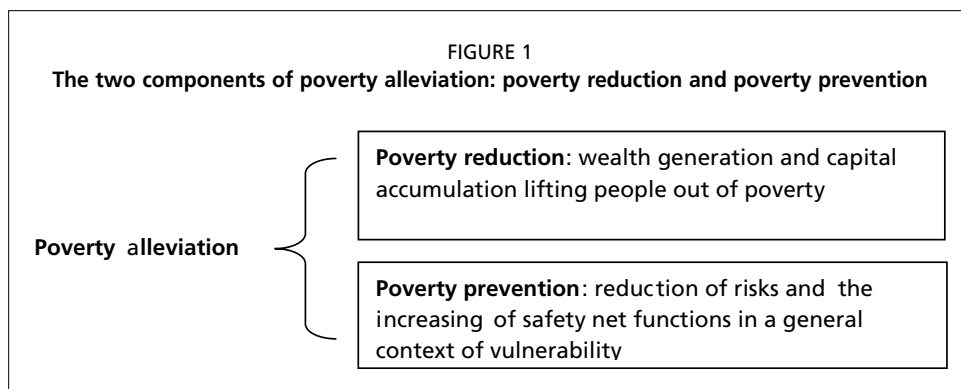 FIGURE 1
The two components of poverty alleviation: poverty reduction and poverty prevention
Poverty reduction: wealth generation and capital
accumulation lifting people out of poverty
Poverty alleviation
Poverty prevention: reduction of risks and the
increasing of safety net functions in a general
context of vulnerability